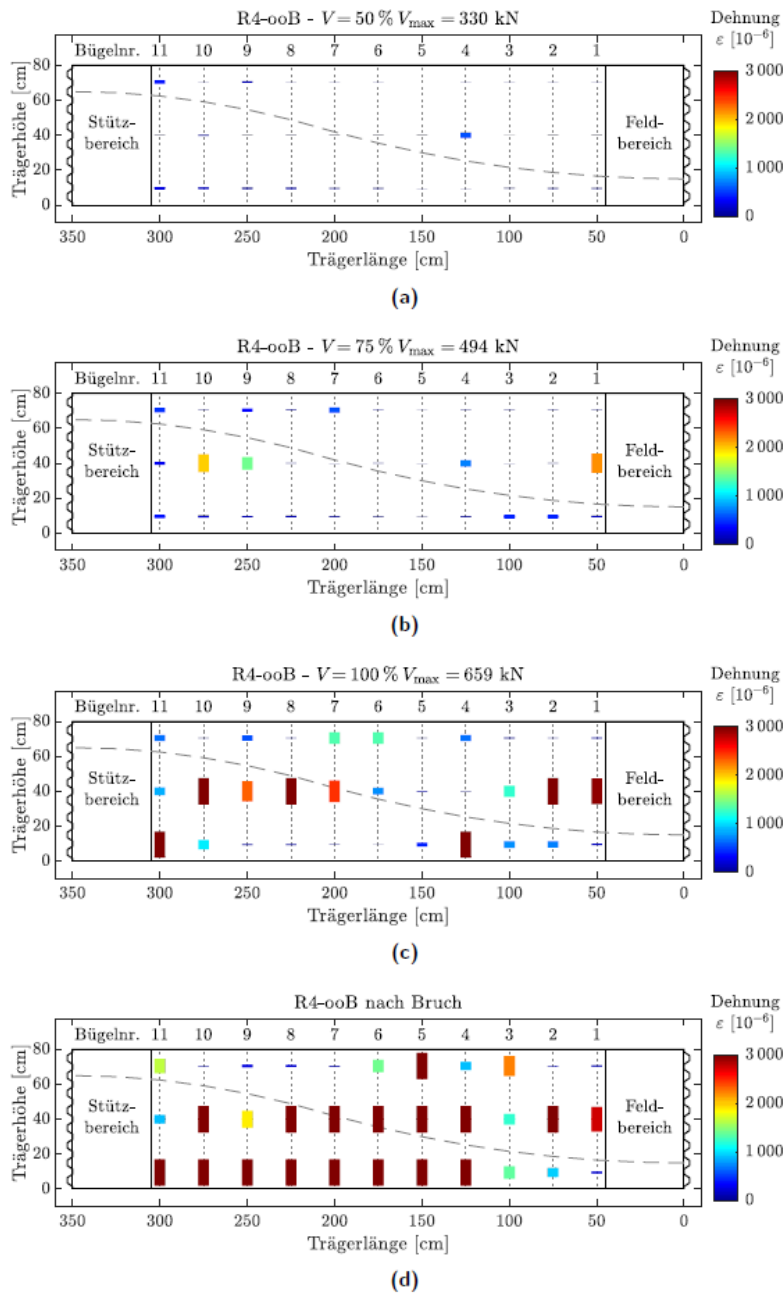 R4-ooB - V = 50 % Vmax = 330 kN
Dehnung
ε [10⁻⁶]
Bügelnr. 11 10 9 8 7 6 5 4 3 2 1
Trägerhöhe [cm]
80
60
40
20
0
Stütz-
bereich
Feld-
bereich
3 000
2 000
1 000
0
350 300 250 200 150 100 50 0
Trägerlänge [cm]
(a)
R4-ooB - V = 75 % Vmax = 494 kN
Dehnung
ε [10⁻⁶]
Bügelnr. 11 10 9 8 7 6 5 4 3 2 1
Trägerhöhe [cm]
80
60
40
20
0
Stütz-
bereich
Feld-
bereich
3 000
2 000
1 000
0
350 300 250 200 150 100 50 0
Trägerlänge [cm]
(b)
R4-ooB - V = 100 % Vmax = 659 kN
Dehnung
ε [10⁻⁶]
Bügelnr. 11 10 9 8 7 6 5 4 3 2 1
Trägerhöhe [cm]
80
60
40
20
0
Stütz-
bereich
Feld-
bereich
3 000
2 000
1 000
0
350 300 250 200 150 100 50 0
Trägerlänge [cm]
(c)
R4-ooB nach Bruch
Dehnung
ε [10⁻⁶]
Bügelnr. 11 10 9 8 7 6 5 4 3 2 1
Trägerhöhe [cm]
80
60
40
20
0
Stütz-
bereich
Feld-
bereich
3 000
2 000
1 000
0
350 300 250 200 150 100 50 0
Trägerlänge [cm]
(d)